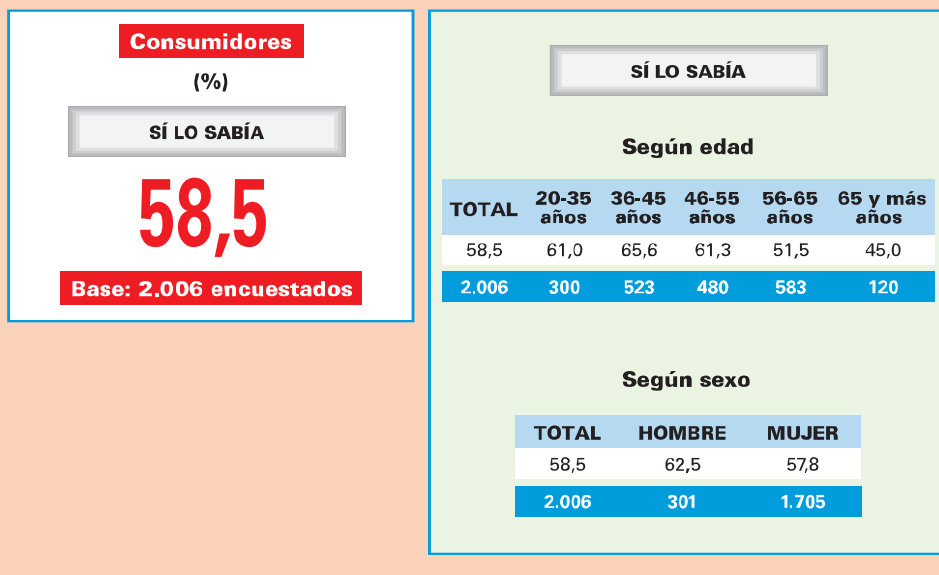 Consumidores
(%)
SÍ LO SABÍA
58,5
Base: 2.006 encuestados
SÍ LO SABÍA
Según edad
TOTAL 20-35 años 36-45 años 46-55 años 56-65 años 65 y más años
58,5 61,0 65,6 61,3 51,5 45,0
2.006 300 523 480 583 120
Según sexo
TOTAL HOMBRE MUJER
58,5 62,5 57,8
2.006 301 1.705